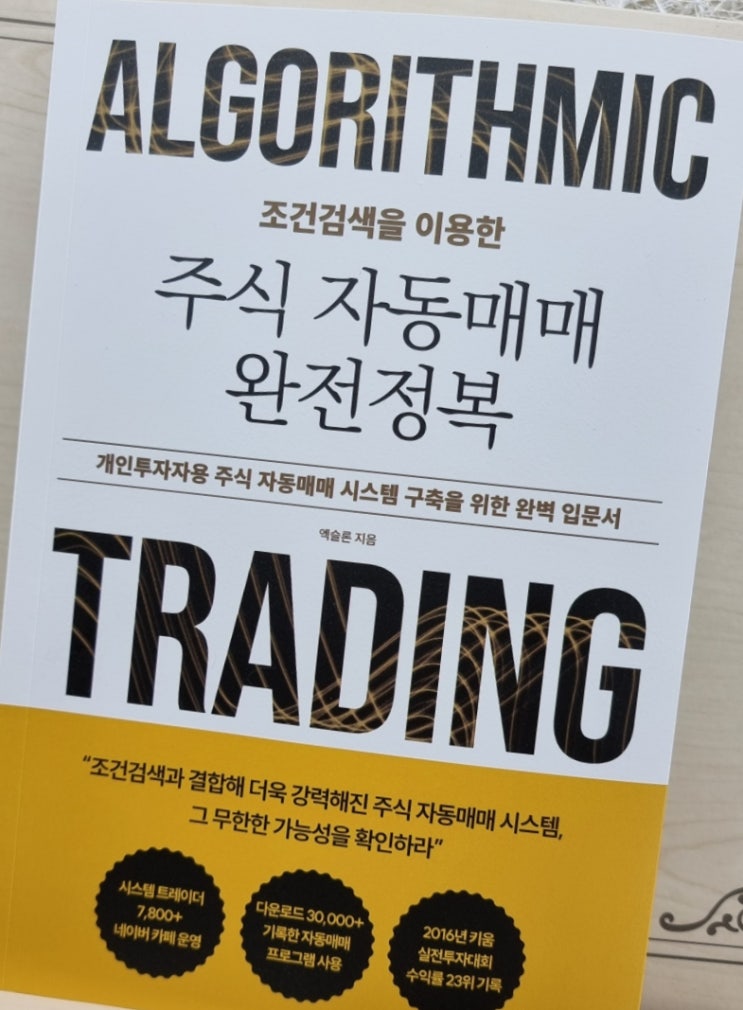 ALGORITHMIC
조건검색을 이용한
주식 자동매매
완전정복
개인투자자용 주식 자동매매 시스템 구축을 위한 완벽 입문서
엑슬론 지음
TRADING
“조건검색과 결합해 더욱 강력해진 주식 자동매매 시스템,
그 무한한 가능성을 확인하라”
시스템 트레이더
7,800+
네이버 카페 운영
다운로드 30,000+
기록한 자동매매
프로그램 사용
2016년 키움
실전투자대회
수익률 23위 기록